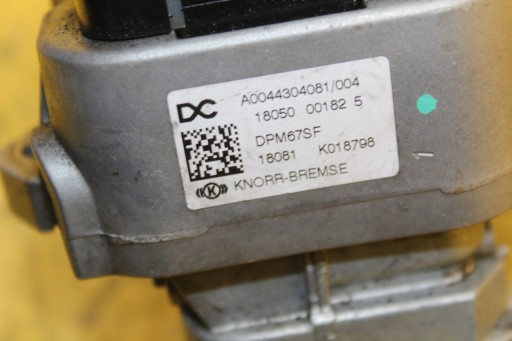 DC A0044304081/004
18050 00182 5
DPM67SF
18081 K018798
((K)) KNORR-BREMSE